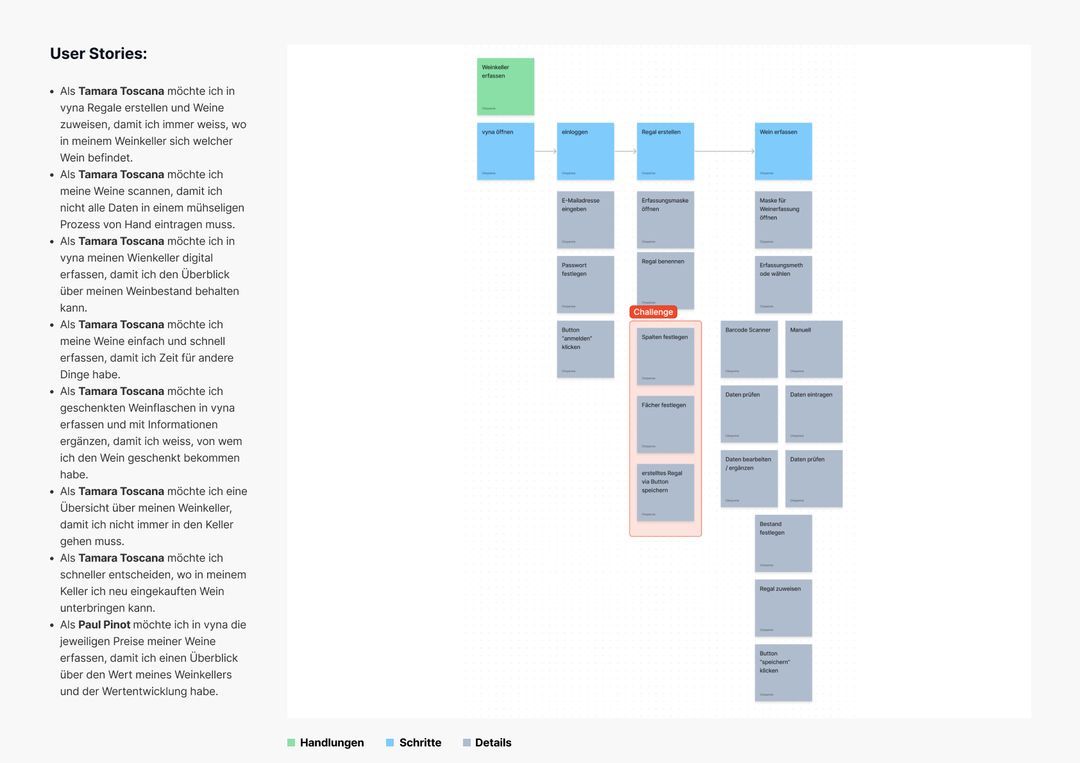 User Stories:
Als Tamara Toscana möchte ich in
vyna Regale erstellen und Weine
zuweisen, damit ich immer weiss, wo
in meinem Weinkeller sich welcher
Wein befindet.
Als Tamara Toscana möchte ich
meine Weine scannen, damit ich
nicht alle Daten in einem mühseligen
Prozess von Hand eintragen muss.
Als Tamara Toscana möchte ich in
vyna meinen Wienkeller digital
erfassen, damit ich den Überblick
über meinen Weinbestand behalten
kann.
Als Tamara Toscana möchte ich
meine Weine einfach und schnell
erfassen, damit ich Zeit für andere
Dinge habe.
Als Tamara Toscana möchte ich
geschenkten Weinflaschen in vyna
erfassen und mit Informationen
ergänzen, damit ich weiss, von wem
ich den Wein geschenkt bekommen
habe.
Als Tamara Toscana möchte ich eine
Übersicht über meinen Weinkeller,
damit ich nicht immer in den Keller
gehen muss.
Als Tamara Toscana möchte ich
schneller entscheiden, wo in meinem
Keller ich neu eingekauften Wein
unterbringen kann.
Als Paul Pinot möchte ich in vyna die
jeweiligen Preise meiner Weine
erfassen, damit ich einen Überblick
über den Wert meines Weinkellers
und der Wertentwicklung habe.
Weinkeller
erfassen
vyna öffnen
einloggen
Regal erstellen
Wein erfassen
E-Mailadresse
eingeben
Passwort
festlegen
Button
"anmelden"
klicken
Erfassungsmaske
öffnen
Regal benennen
Challenge
Spalten festlegen
Fächer festlegen
erstelltes Regal
via Button
speichern
Maske für
Weinerfassung
öffnen
Erfassungsmeth
ode wählen
Barcode Scanner
Manuell
Daten prüfen
Daten eintragen
Daten bearbeiten
/ ergänzen
Daten prüfen
Bestand
festlegen
Regal zuweisen
Button
"speichern"
klicken
Handlungen
Schritte
Details